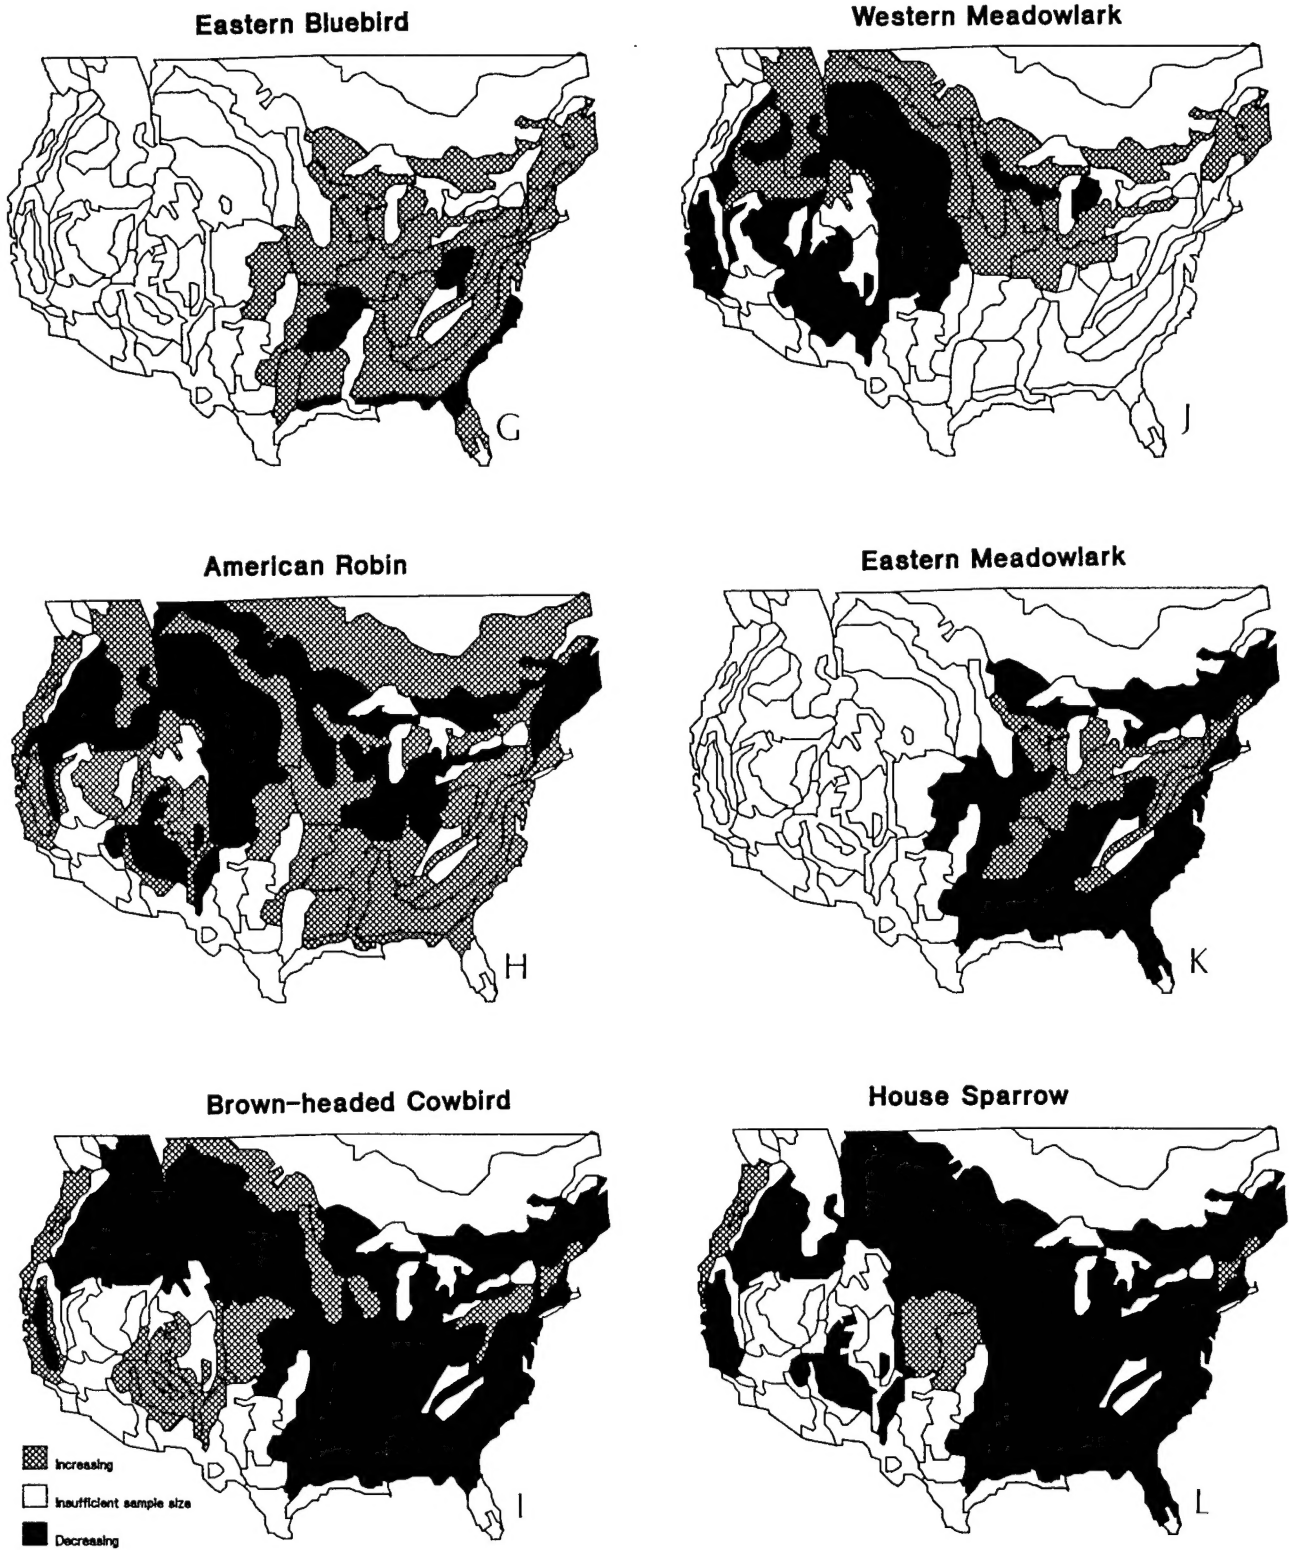 Eastern Bluebird
Western Meadowlark
G
J
American Robin
Eastern Meadowlark
H
K
Brown-headed Cowbird
House Sparrow
Increasing
Insufficient sample size
Decreasing
I
L